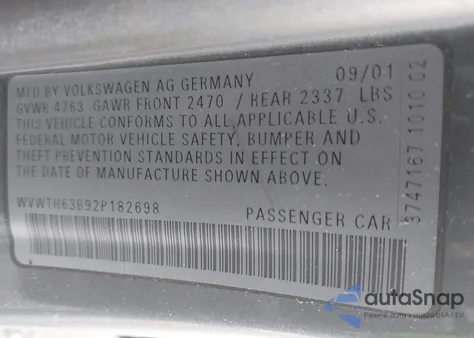 MFD BY VOLKSWAGEN AG GERMANY 09/01
GVWR 4763 GAWR FRONT 2470 / REAR 2337 LBS
THIS VEHICLE CONFORMS TO ALL APPLICABLE U.S.
FEDERAL MOTOR VEHICLE SAFETY, BUMPER AND
THEFT PREVENTION STANDARDS IN EFFECT ON
THE DATE OF MANUFACTURE SHOWN ABOVE.
WVWTH63B92P182698 PASSENGER CAR
3747167 1010 02
autoSnap